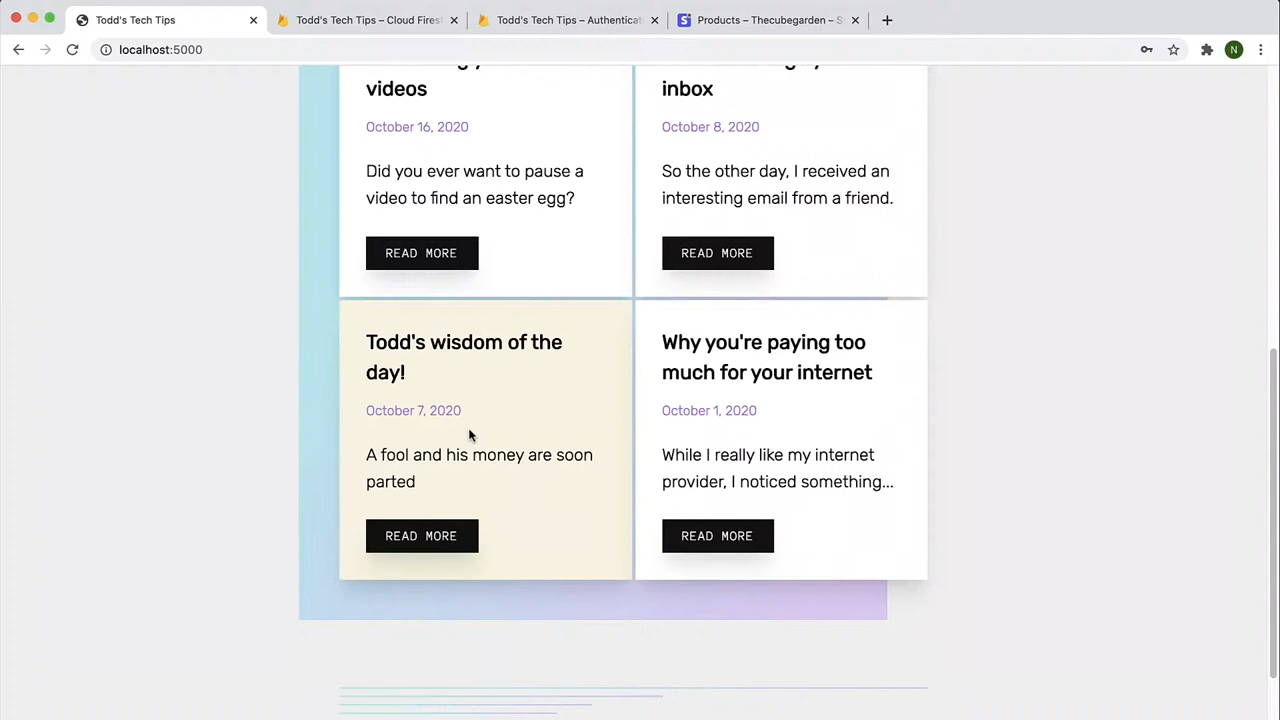 Todd's Tech Tips
Todd's Tech Tips – Cloud Fires
Todd's Tech Tips – Authenticat
Products – Thecubegarden – S
localhost:5000
N
videos
October 16, 2020
Did you ever want to pause a
video to find an easter egg?
READ MORE
inbox
October 8, 2020
So the other day, I received an
interesting email from a friend.
READ MORE
Todd's wisdom of the
day!
October 7, 2020
A fool and his money are soon
parted
READ MORE
Why you're paying too
much for your internet
October 1, 2020
While I really like my internet
provider, I noticed something...
READ MORE